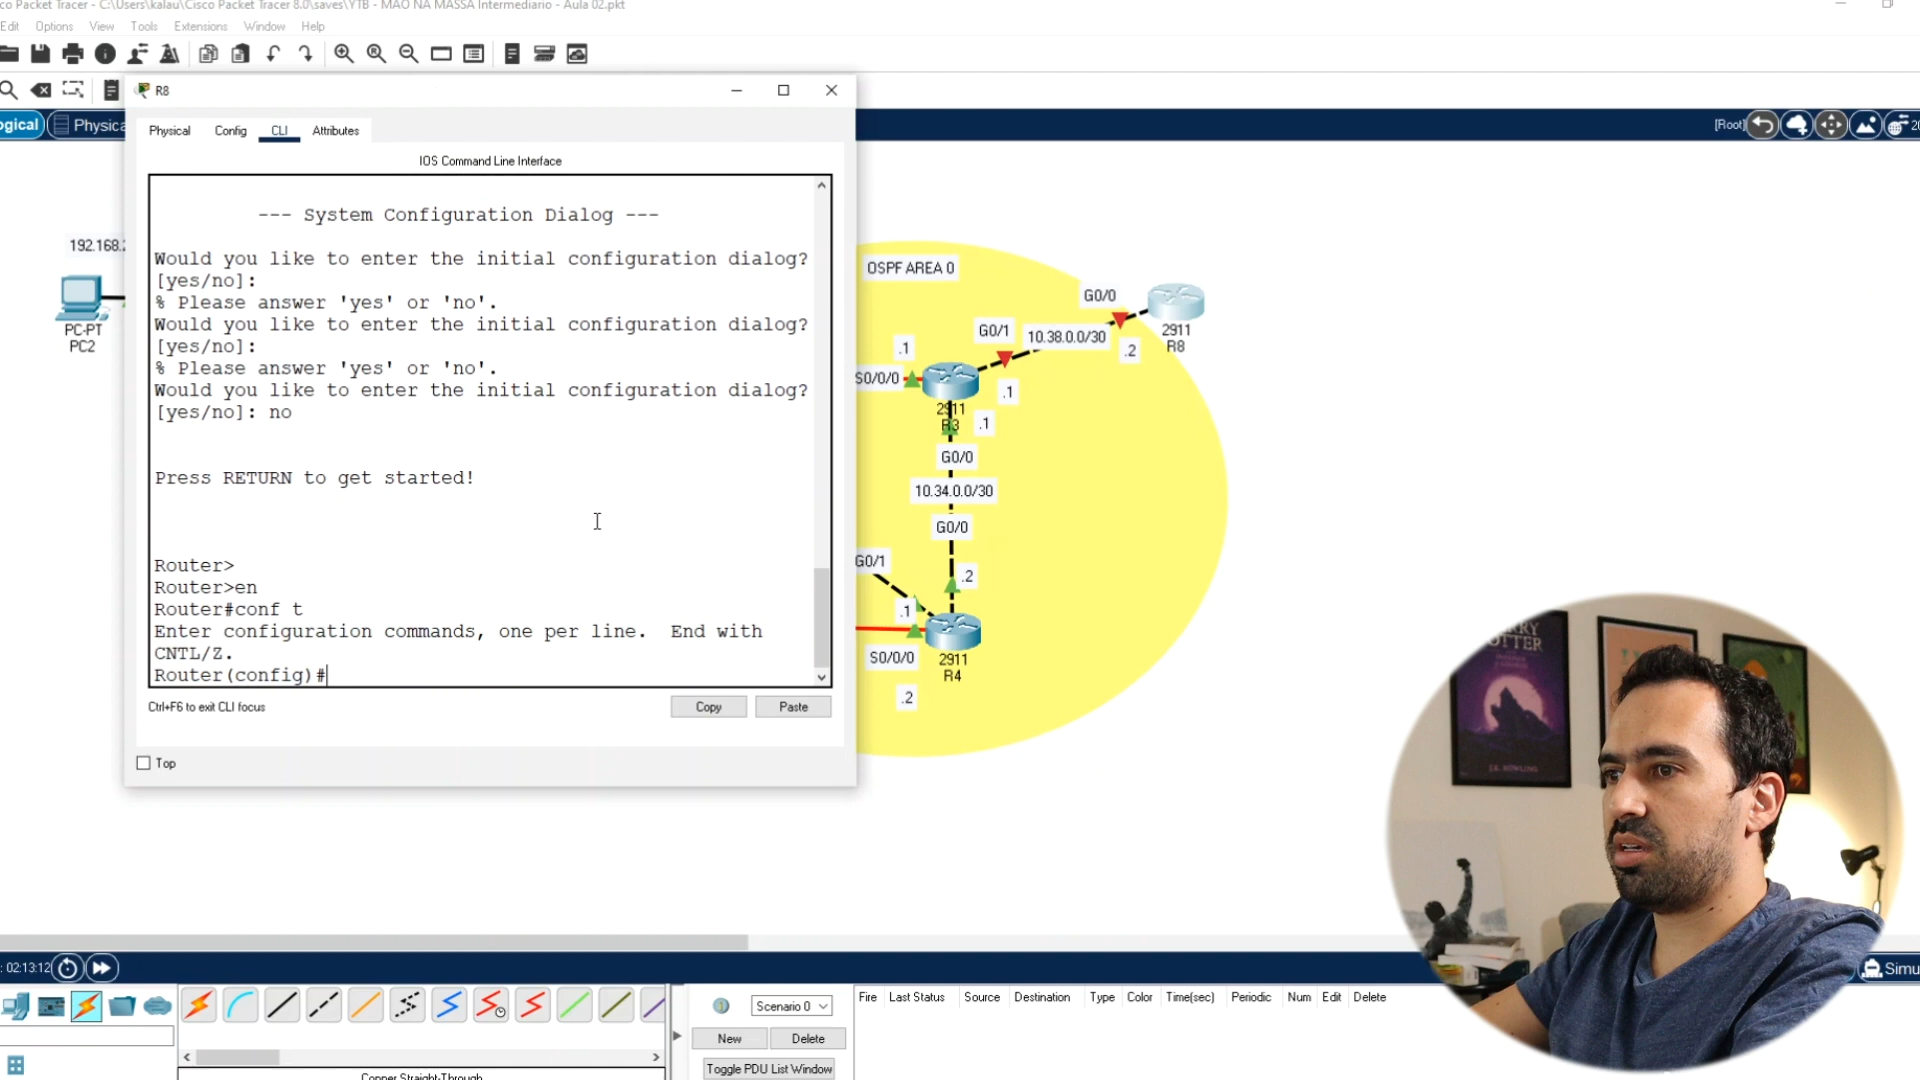 co Packet Tracer - C:\Users\kalau\Cisco Packet Tracer 8.0\saves\YTB - MAO NA MASSA Intermediario - Aula 02.pkt
Edit Options View Tools Extensions Window Help
R8
ogical
Physica
[Root]
20
Physical Config CLI Attributes
IOS Command Line Interface
--- System Configuration Dialog ---
Would you like to enter the initial configuration dialog?
[yes/no]:
% Please answer 'yes' or 'no'.
Would you like to enter the initial configuration dialog?
[yes/no]:
% Please answer 'yes' or 'no'.
Would you like to enter the initial configuration dialog?
[yes/no]: no
Press RETURN to get started!
Router>
Router>en
Router#conf t
Enter configuration commands, one per line.  End with
CNTL/Z.
Router(config)#
Ctrl+F6 to exit CLI focus
Copy
Paste
Top
192.168.2
PC-PT
PC2
OSPF AREA 0
G0/0
2911
R8
G0/1
10.38.0.0/30
.2
.1
S0/0/0
.1
2911
R3
.1
G0/0
10.34.0.0/30
G0/0
G0/1
.2
.1
S0/0/0
2911
R4
.2
HARRY
POTTER
J.K. ROWLING
: 02:13:12
Simu
Scenario 0
New
Delete
Toggle PDU List Window
Fire Last Status Source Destination Type Color Time(sec) Periodic Num Edit Delete
Copper Straight-Through